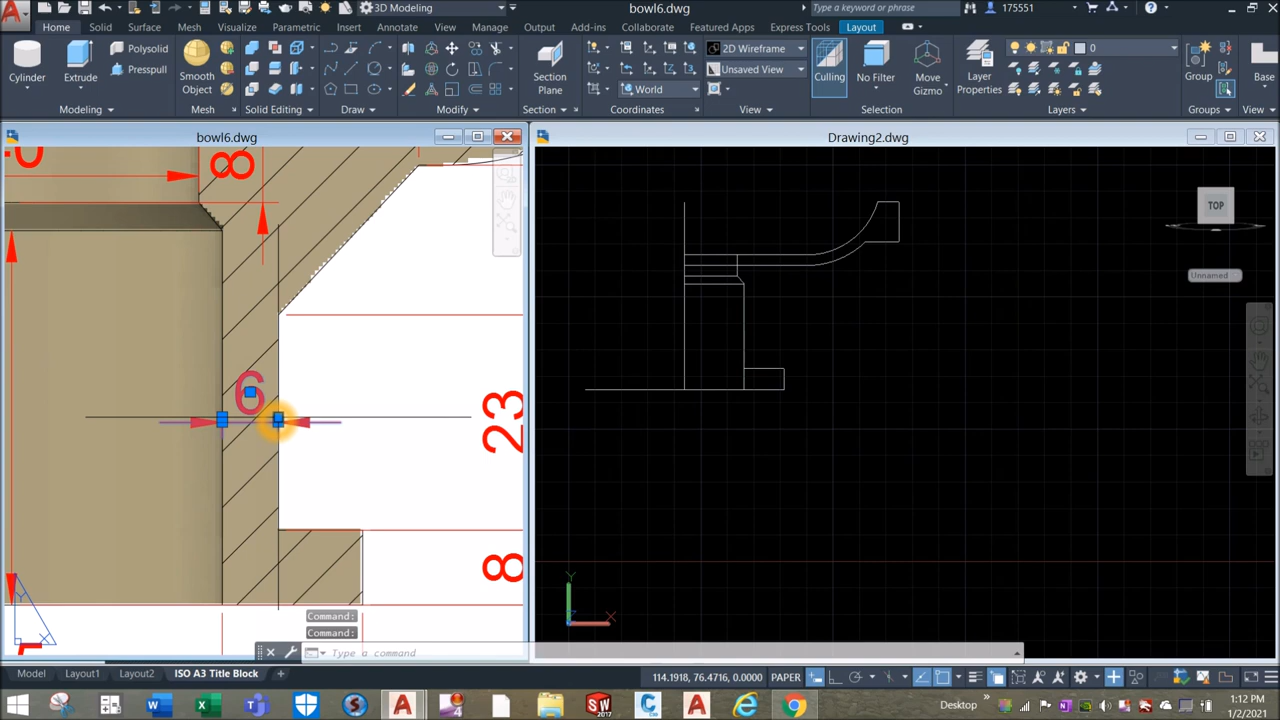 3D Modeling
bowl6.dwg
Type a keyword or phrase
175551
Home Solid Surface Mesh Visualize Parametric Insert Annotate View Manage Output Add-ins Collaborate Express Tools Featured Apps Layout
Polysolid
Presspull
2D Wireframe
Unsaved View
World
0
Cylinder Extrude Smooth Object Section Plane Culling No Filter Move Gizmo Layer Properties Group Base
Modeling Mesh Solid Editing Draw Modify Section Coordinates View Selection Layers Groups View
bowl6.dwg
Drawing2.dwg
8
6
23
8
TOP
Unnamed
Y
X
Y
X
Command:
Command:
Type a command
Model Layout1 Layout2 ISO A3 Title Block +
114.1918, 76.4716, 0.0000 PAPER
Desktop
1:12 PM
1/2/2021